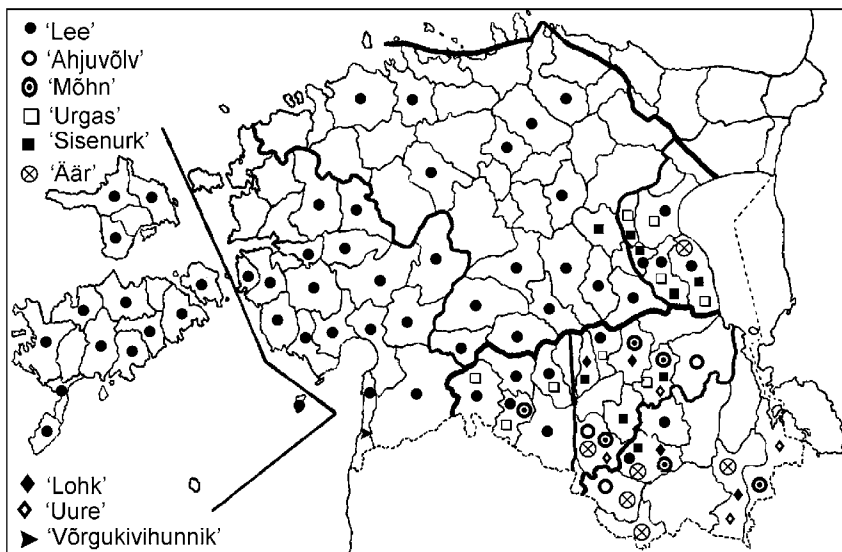 ‘Lee’
‘Ahjuvõlv’
‘Mõhn’
‘Urgas’
‘Sisenurk’
‘Äär’
‘Lohk’
‘Uure’
‘Võrgukivihunnik’